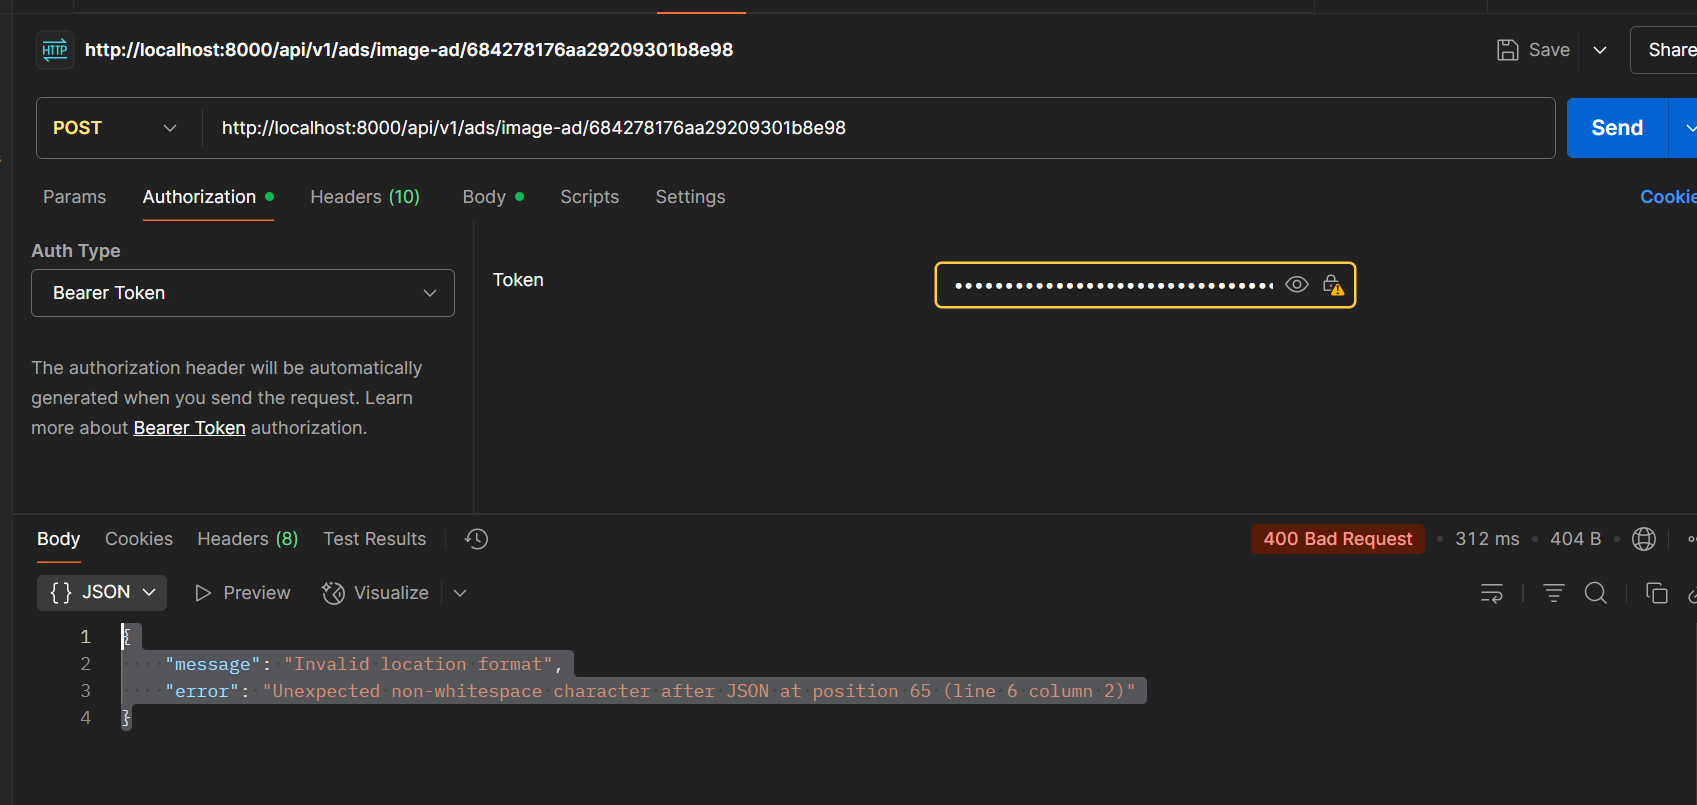 HTTP http://localhost:8000/api/v1/ads/image-ad/684278176aa29209301b8e98 Save Share
POST http://localhost:8000/api/v1/ads/image-ad/684278176aa29209301b8e98 Send
Params Authorization Headers (10) Body Scripts Settings Cookie
Auth Type
Bearer Token
Token
The authorization header will be automatically
generated when you send the request. Learn
more about Bearer Token authorization.
Body Cookies Headers (8) Test Results 400 Bad Request • 312 ms • 404 B •
{} JSON Preview Visualize
1 {
2 "message": "Invalid location format",
3 "error": "Unexpected non-whitespace character after JSON at position 65 (line 6 column 2)"
4 }